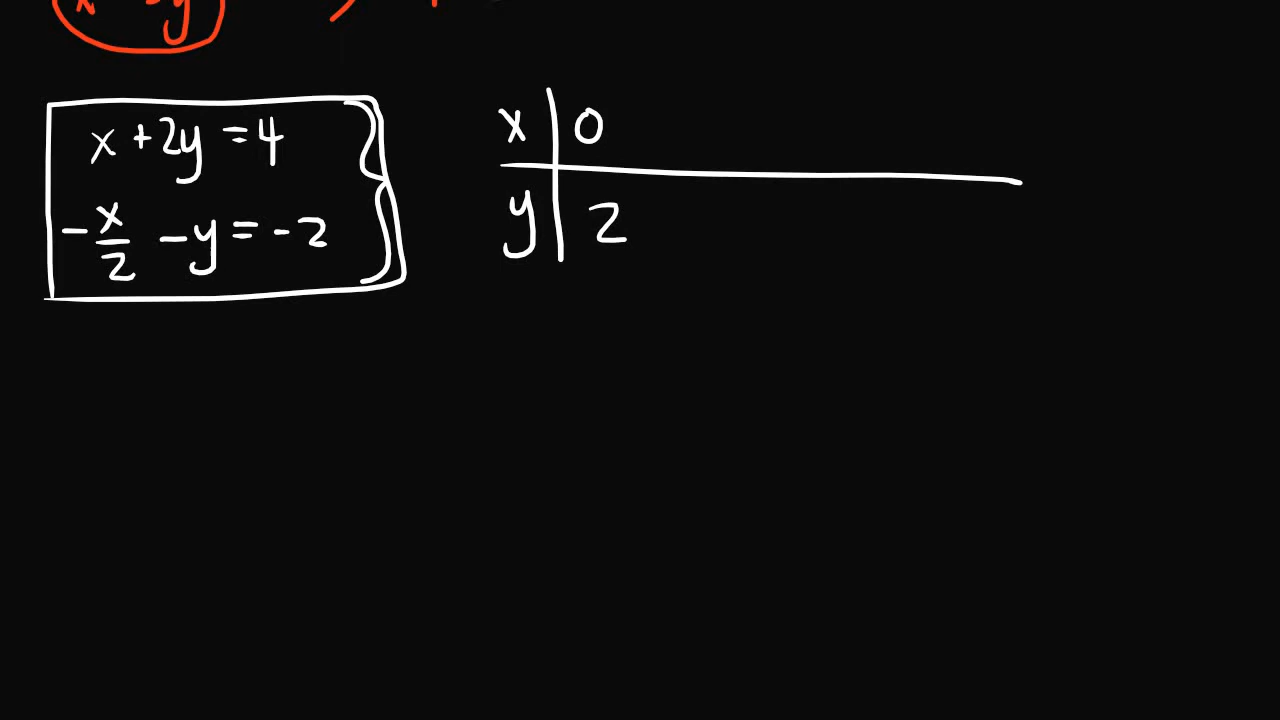 x + 2y = 4
- x/2 - y = -2
x | 0
y | 2